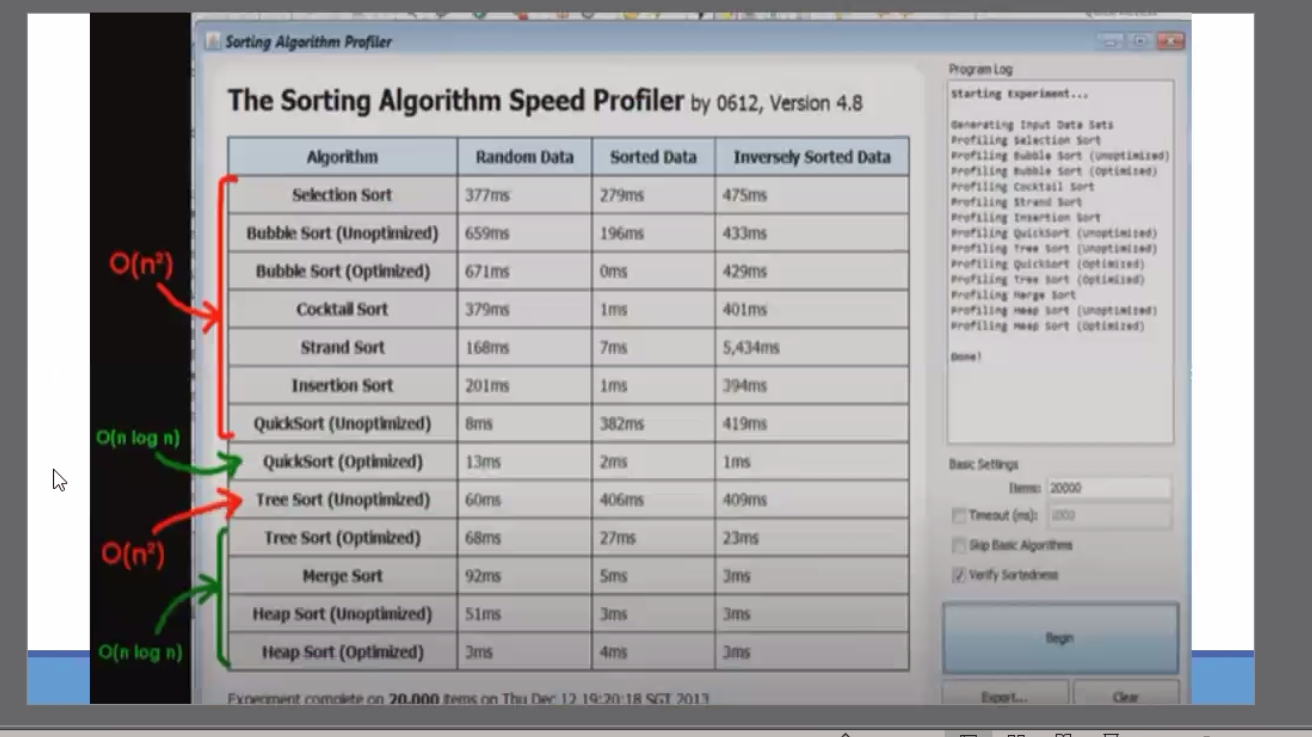 Sorting Algorithm Profiler
The Sorting Algorithm Speed Profiler by 0612, Version 4.8
Algorithm Random Data Sorted Data Inversely Sorted Data
Selection Sort 377ms 279ms 475ms
Bubble Sort (Unoptimized) 659ms 196ms 433ms
Bubble Sort (Optimized) 671ms 0ms 429ms
Cocktail Sort 379ms 1ms 401ms
Strand Sort 168ms 7ms 5,434ms
Insertion Sort 201ms 1ms 394ms
QuickSort (Unoptimized) 8ms 382ms 419ms
QuickSort (Optimized) 13ms 2ms 1ms
Tree Sort (Unoptimized) 60ms 406ms 409ms
Tree Sort (Optimized) 68ms 27ms 23ms
Merge Sort 92ms 5ms 3ms
Heap Sort (Unoptimized) 51ms 3ms 3ms
Heap Sort (Optimized) 3ms 4ms 3ms
Experiment complete on 20,000 items on Thu Dec 12 19:20:18 SGT 2013
O(n²)
O(n log n)
O(n²)
O(n log n)
Program Log
Starting Experiment...
Generating Input Data Sets
Profiling Selection Sort
Profiling Bubble Sort (Unoptimized)
Profiling Bubble Sort (Optimized)
Profiling Cocktail Sort
Profiling Strand Sort
Profiling Insertion Sort
Profiling QuickSort (Unoptimized)
Profiling Tree Sort (Unoptimized)
Profiling QuickSort (Optimized)
Profiling Tree Sort (Optimized)
Profiling Merge Sort
Profiling Heap Sort (Unoptimized)
Profiling Heap Sort (Optimized)
Done!
Basic Settings
Items: 20000
Timeout (ms):
Skip Basic Algorithms
Verify Sortedness
Begin
Export... Clear